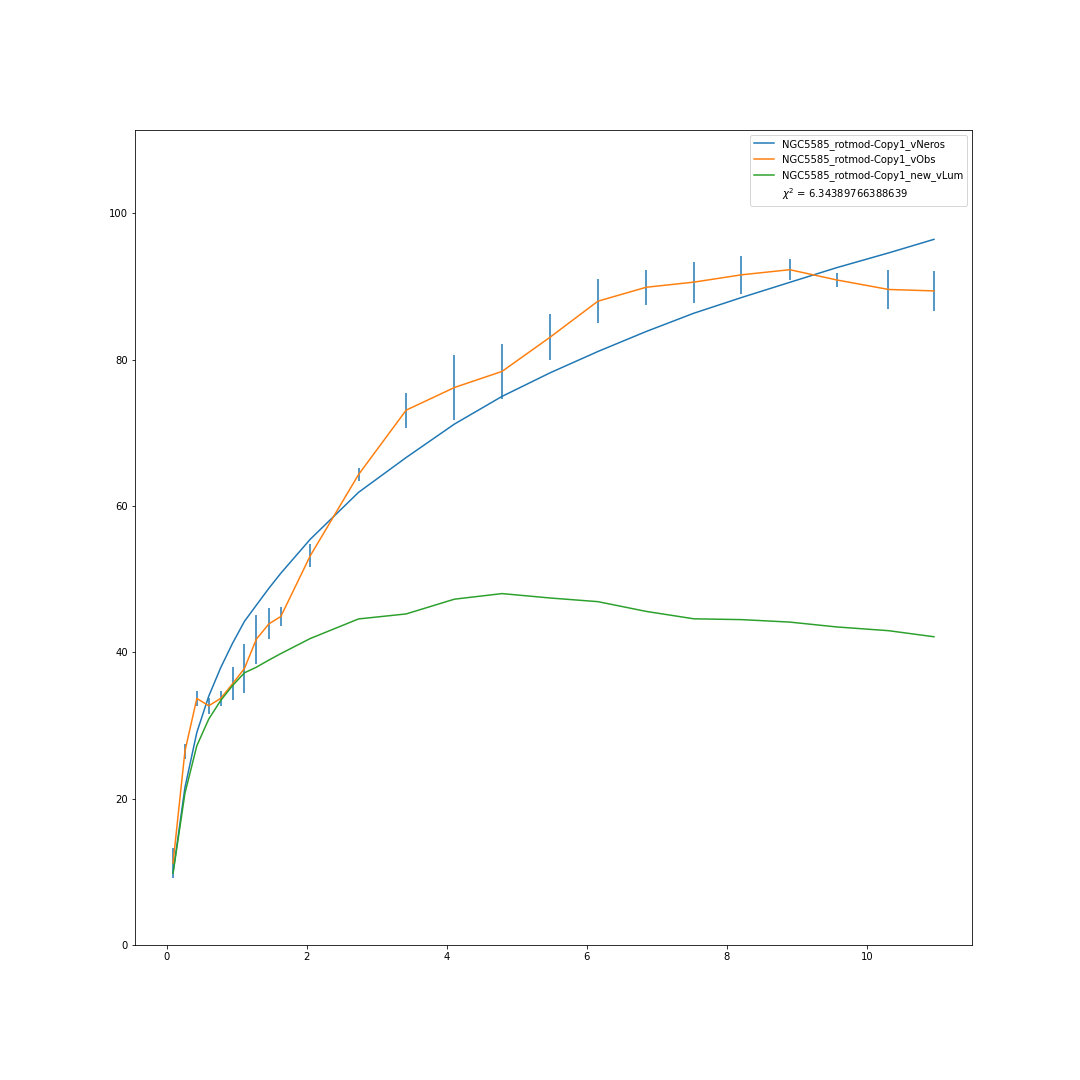 NGC5585_rotmod-Copy1_vNeros
NGC5585_rotmod-Copy1_vObs
NGC5585_rotmod-Copy1_new_vLum
χ² = 6.34389766388639
100
80
60
40
20
0
0 2 4 6 8 10